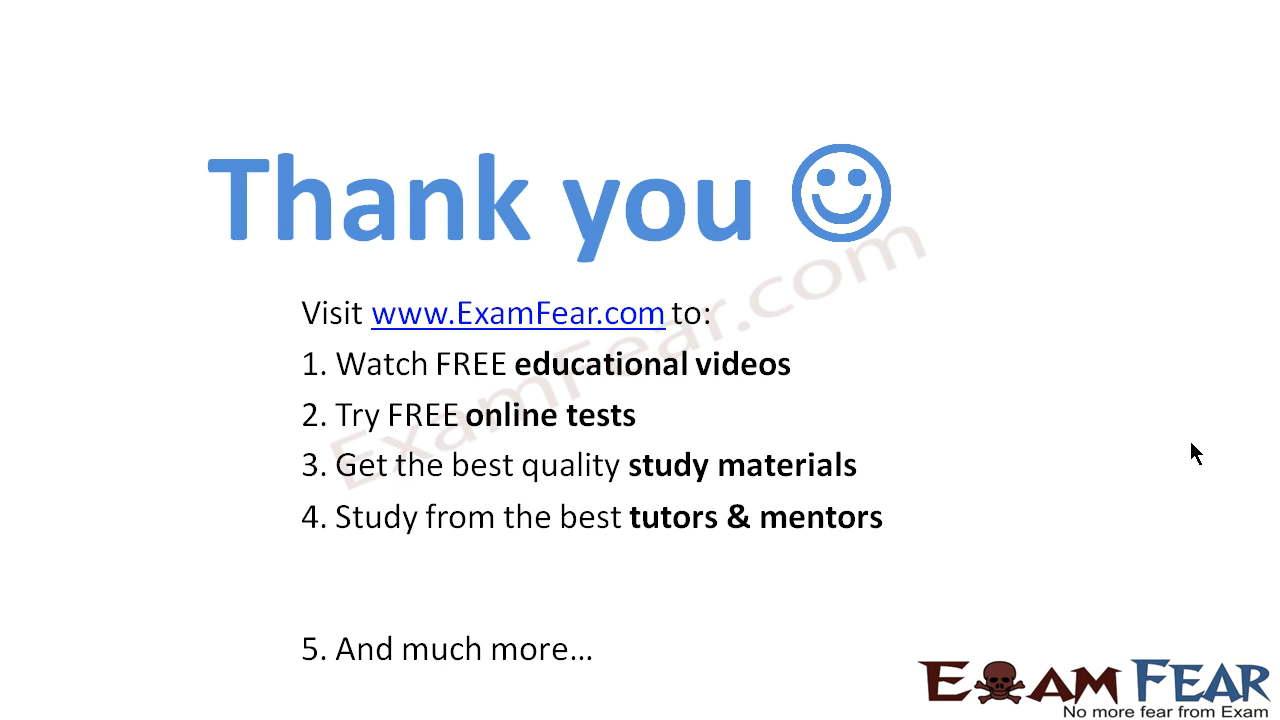 Thank you
Visit www.ExamFear.com to:
1. Watch FREE educational videos
2. Try FREE online tests
3. Get the best quality study materials
4. Study from the best tutors & mentors
5. And much more...
ExamFear.com
EXAM FEAR
No more fear from Exam